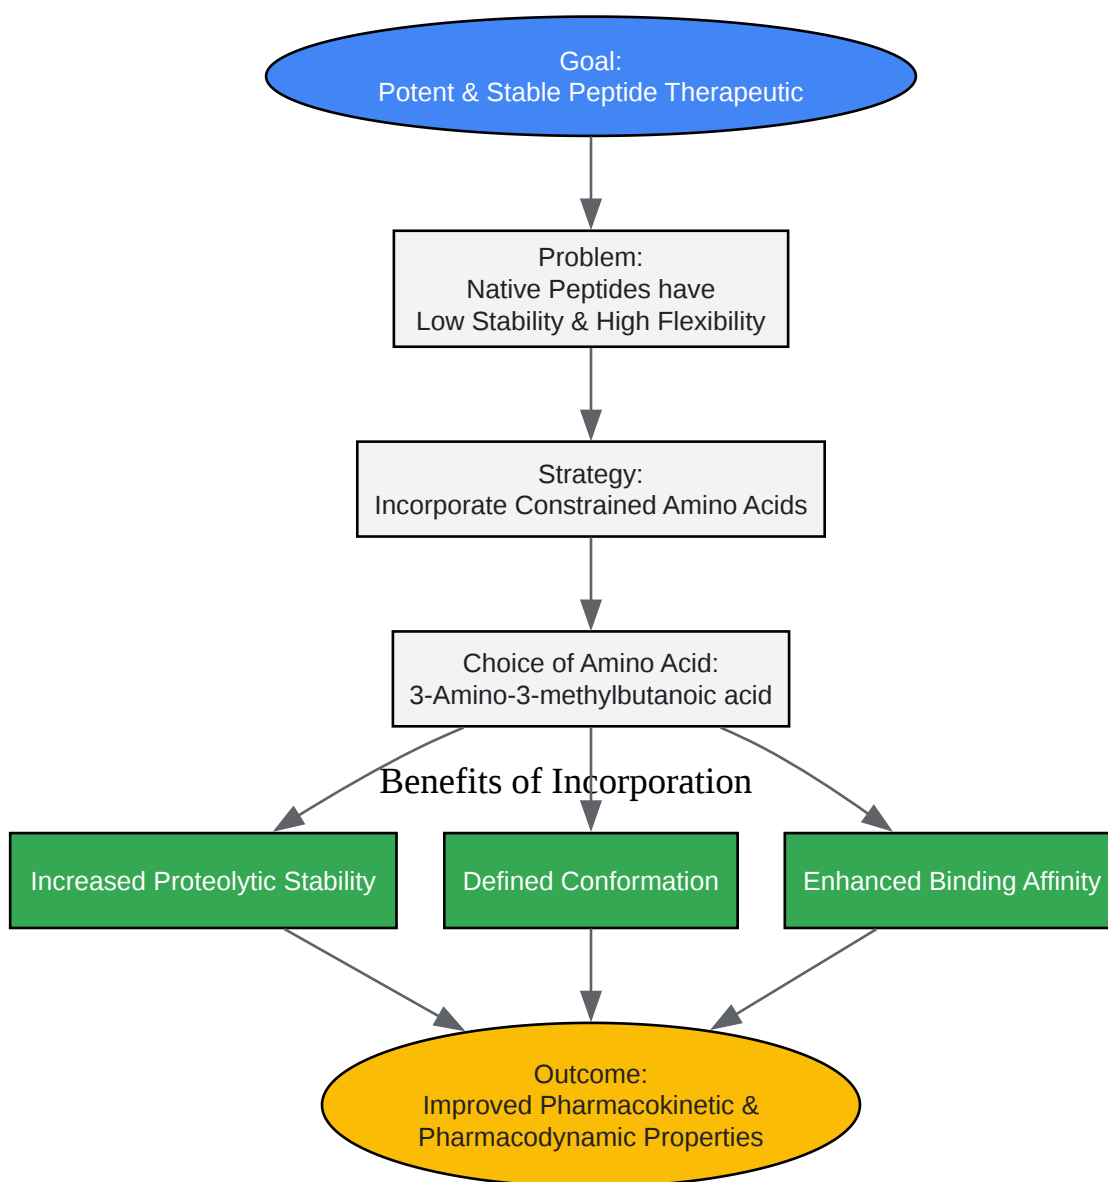 Goal:
Potent & Stable Peptide Therapeutic
Problem:
Native Peptides have
Low Stability & High Flexibility
Strategy:
Incorporate Constrained Amino Acids
Choice of Amino Acid:
3-Amino-3-methylbutanoic acid
Benefits of Incorporation
Increased Proteolytic Stability
Defined Conformation
Enhanced Binding Affinity
Outcome:
Improved Pharmacokinetic &
Pharmacodynamic Properties